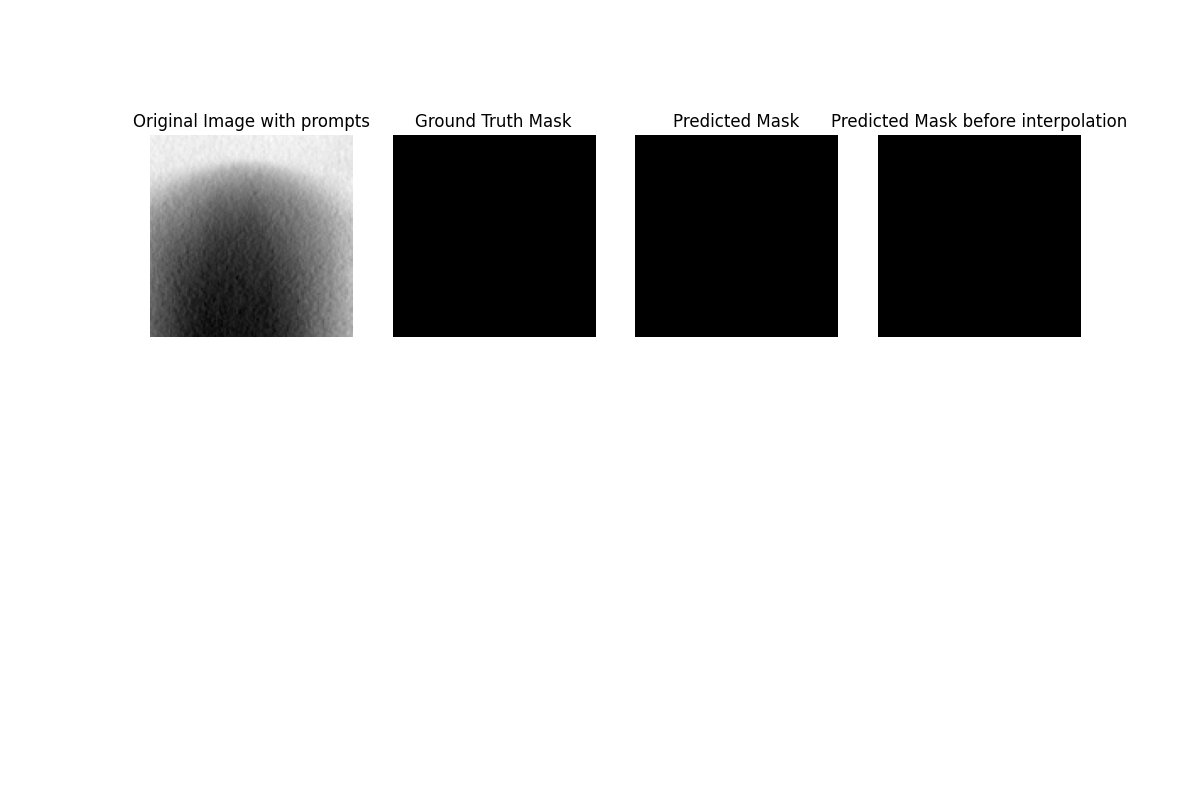 Original Image with prompts
Ground Truth Mask
Predicted Mask
Predicted Mask before interpolation